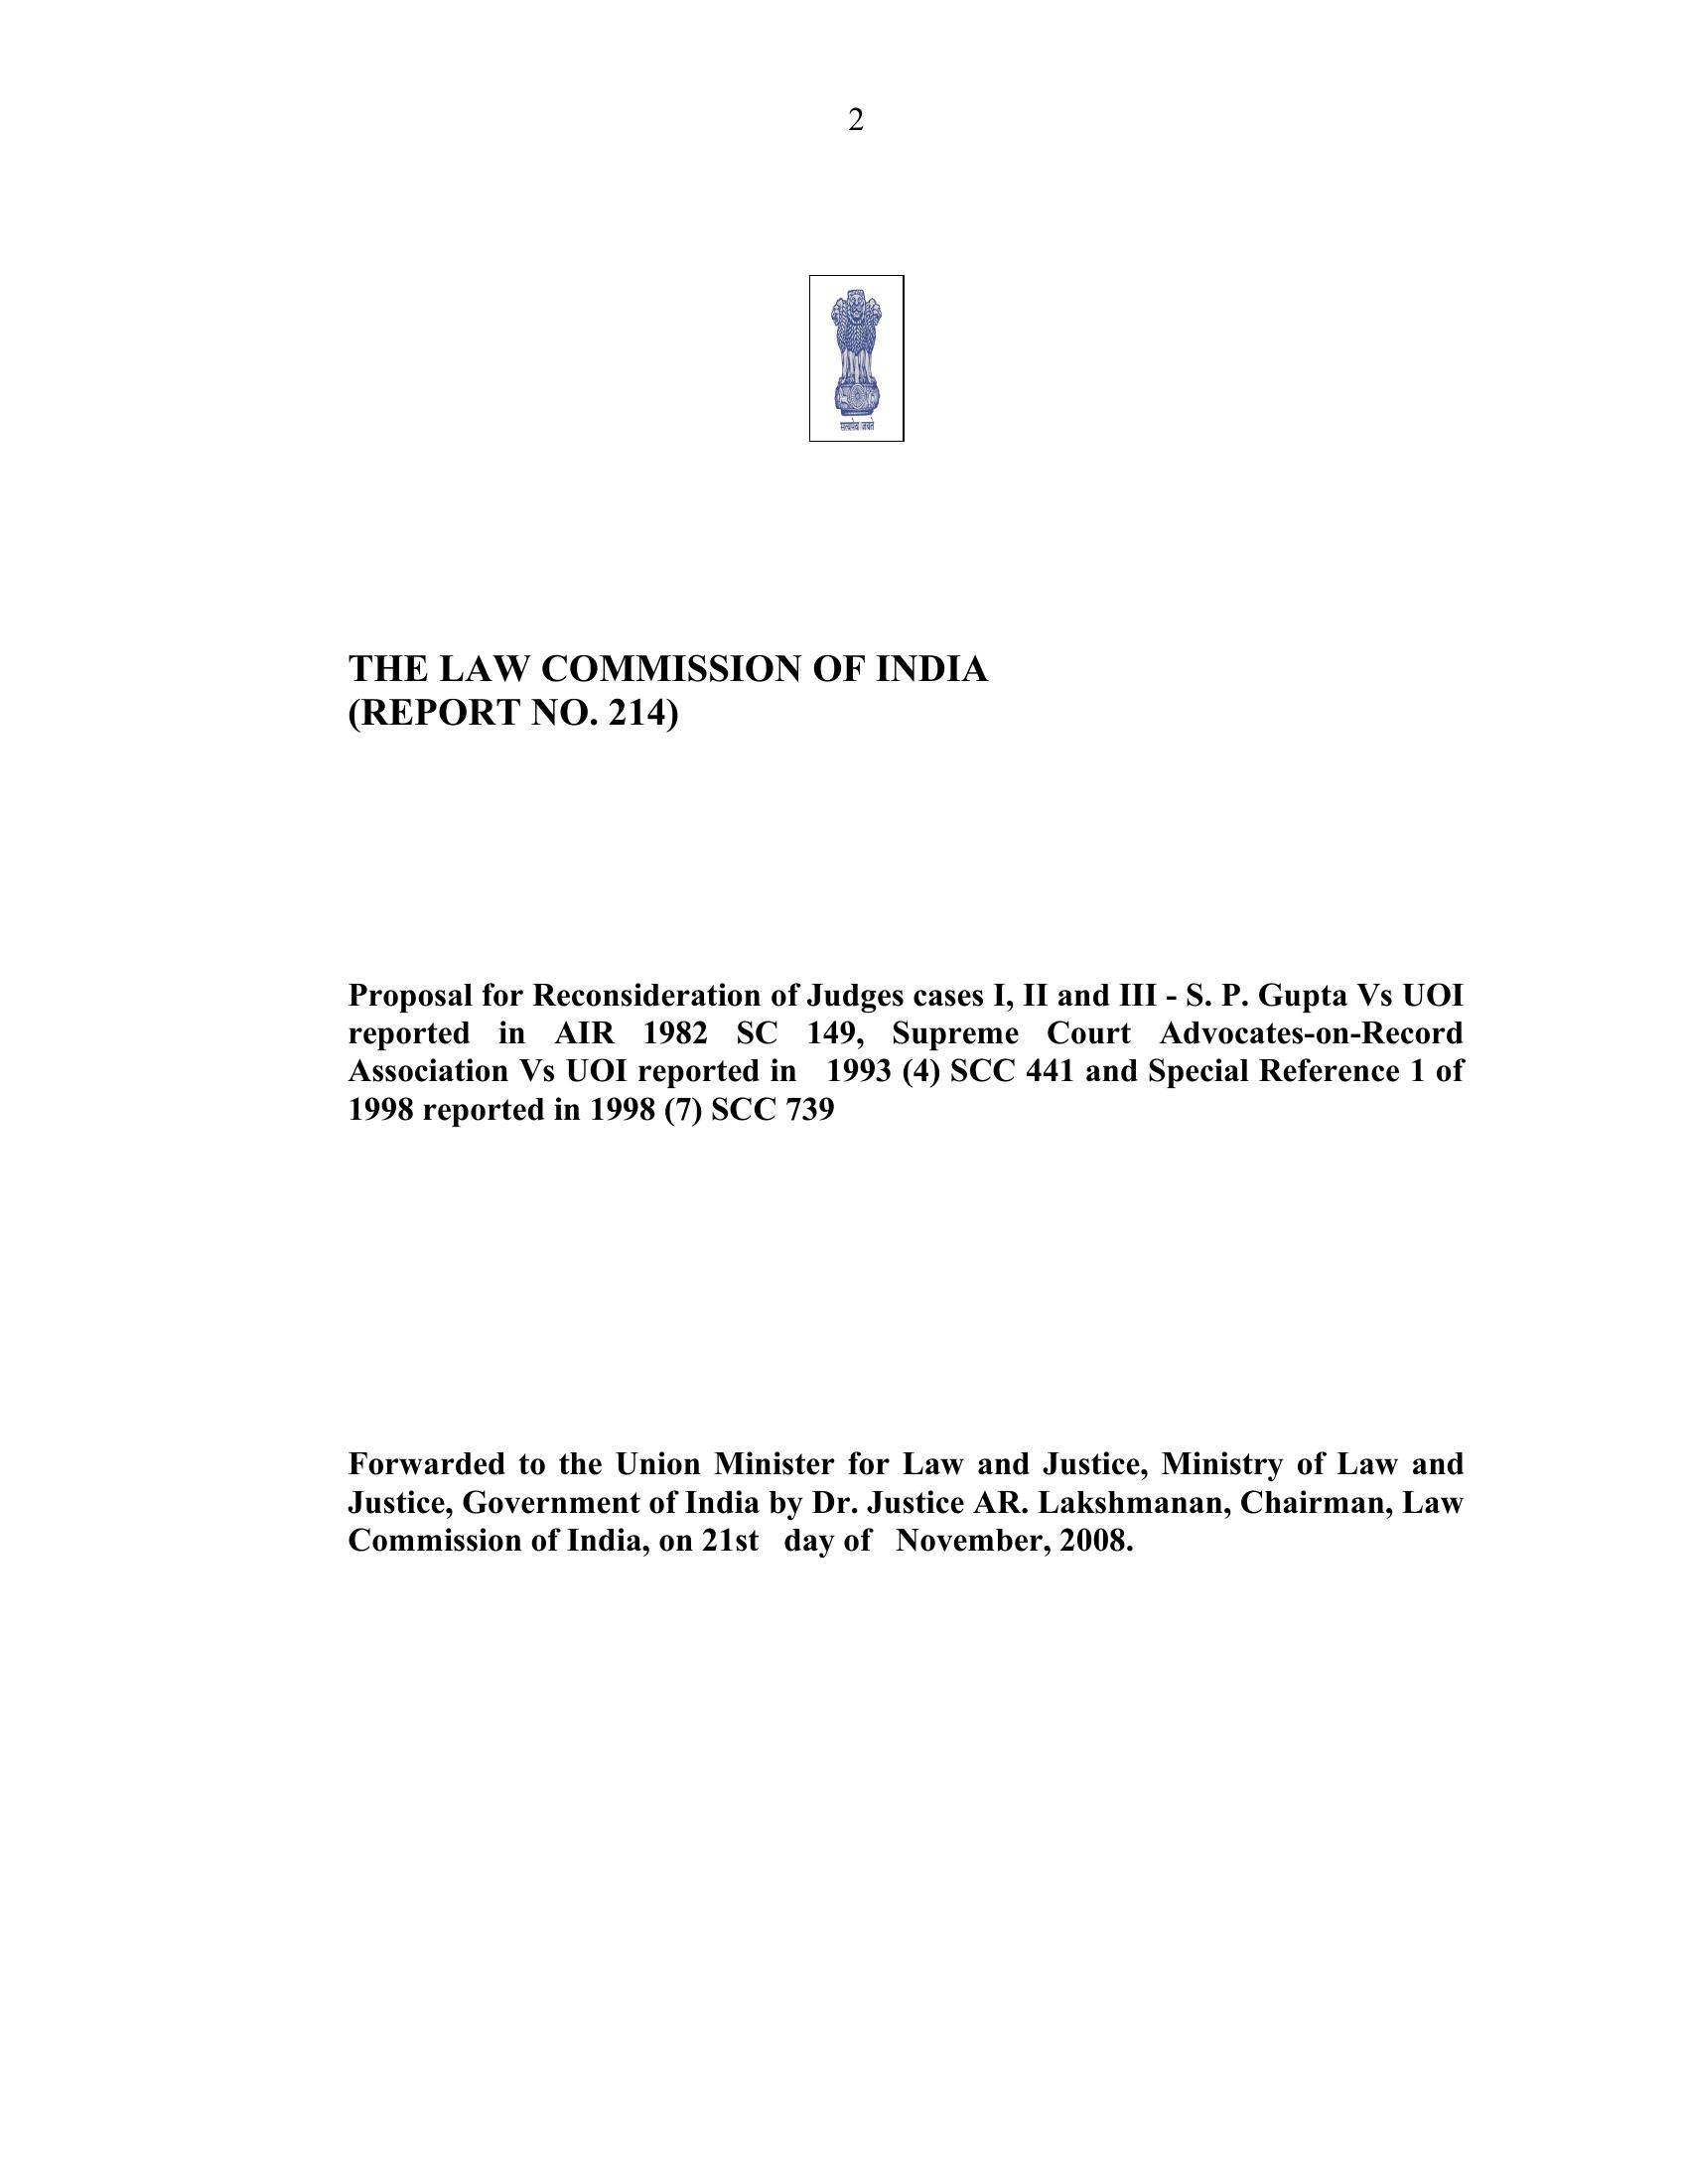 2
सत्यमेव जयते
THE LAW COMMISSION OF INDIA
(REPORT NO. 214)
Proposal for Reconsideration of Judges cases I, II and III - S. P. Gupta Vs UOI
reported in AIR 1982 SC 149, Supreme Court Advocates-on-Record
Association Vs UOI reported in 1993 (4) SCC 441 and Special Reference 1 of
1998 reported in 1998 (7) SCC 739
Forwarded to the Union Minister for Law and Justice, Ministry of Law and
Justice, Government of India by Dr. Justice AR. Lakshmanan, Chairman, Law
Commission of India, on 21st day of November, 2008.